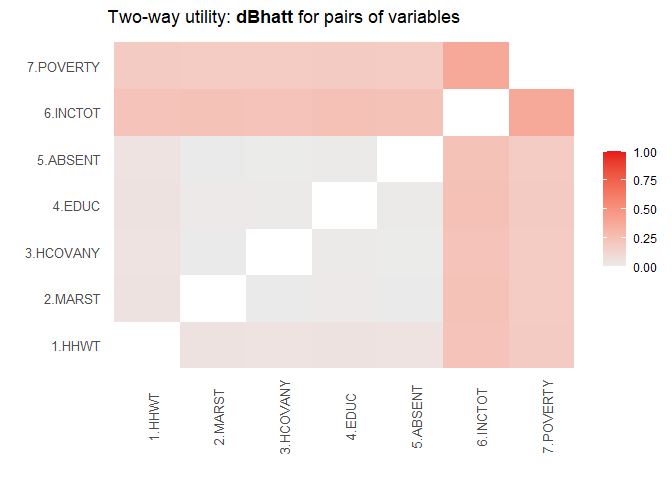 Two-way utility: dBhatt for pairs of variables
7.POVERTY
6.INCTOT
5.ABSENT
4.EDUC
3.HCOVANY
2.MARST
1.HHWT
1.00
0.75
0.50
0.25
0.00
1.HHWT
2.MARST
3.HCOVANY
4.EDUC
5.ABSENT
6.INCTOT
7.POVERTY